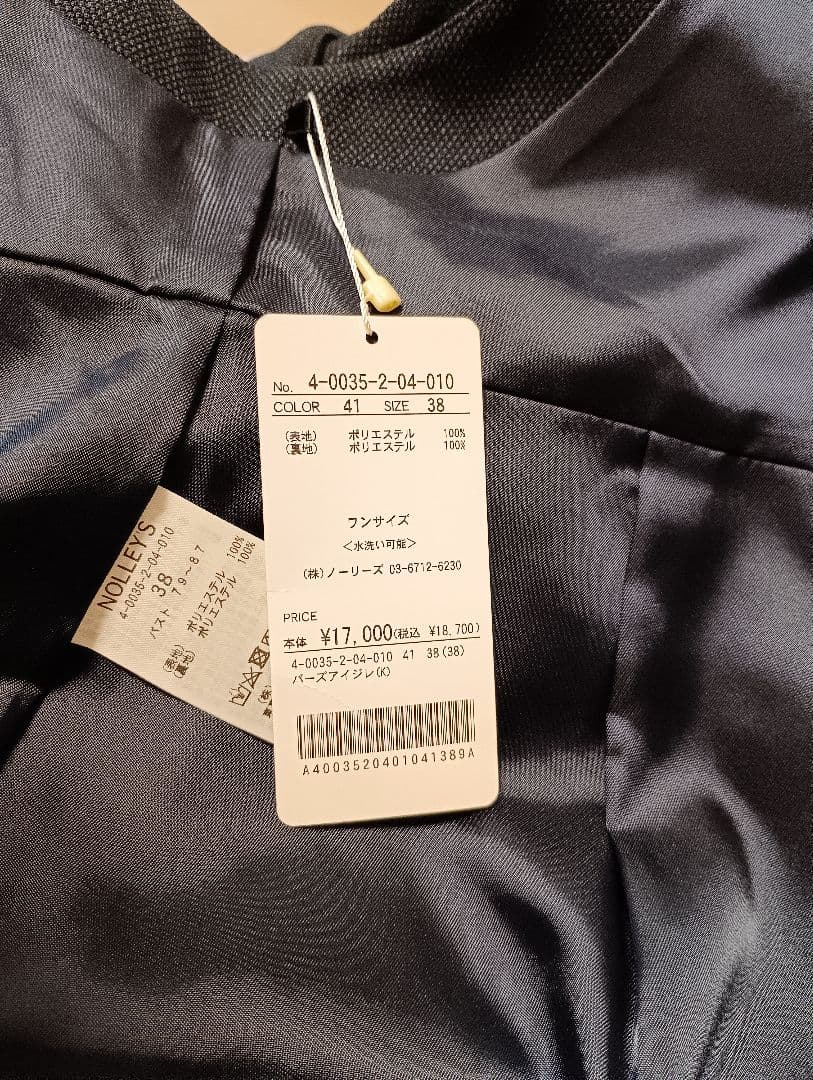 No. 4-0035-2-04-010
COLOR 41 SIZE 38
(表地) ポリエステル 100%
(裏地) ポリエステル 100%
フンサイズ
<水洗い可能>
(株)ノーリーズ 03-6712-6230
PRICE
本体 ¥17,000(税込 ¥18,700)
4-0035-2-04-010 41 38(38)
バーズアイジレ(K)
A4003520401041389A
NOLLEY'S
4-0035-2-04-010
38
バスト 79-87
(表地) ポリエステル 100%
(裏地) ポリエステル 100%
(株)